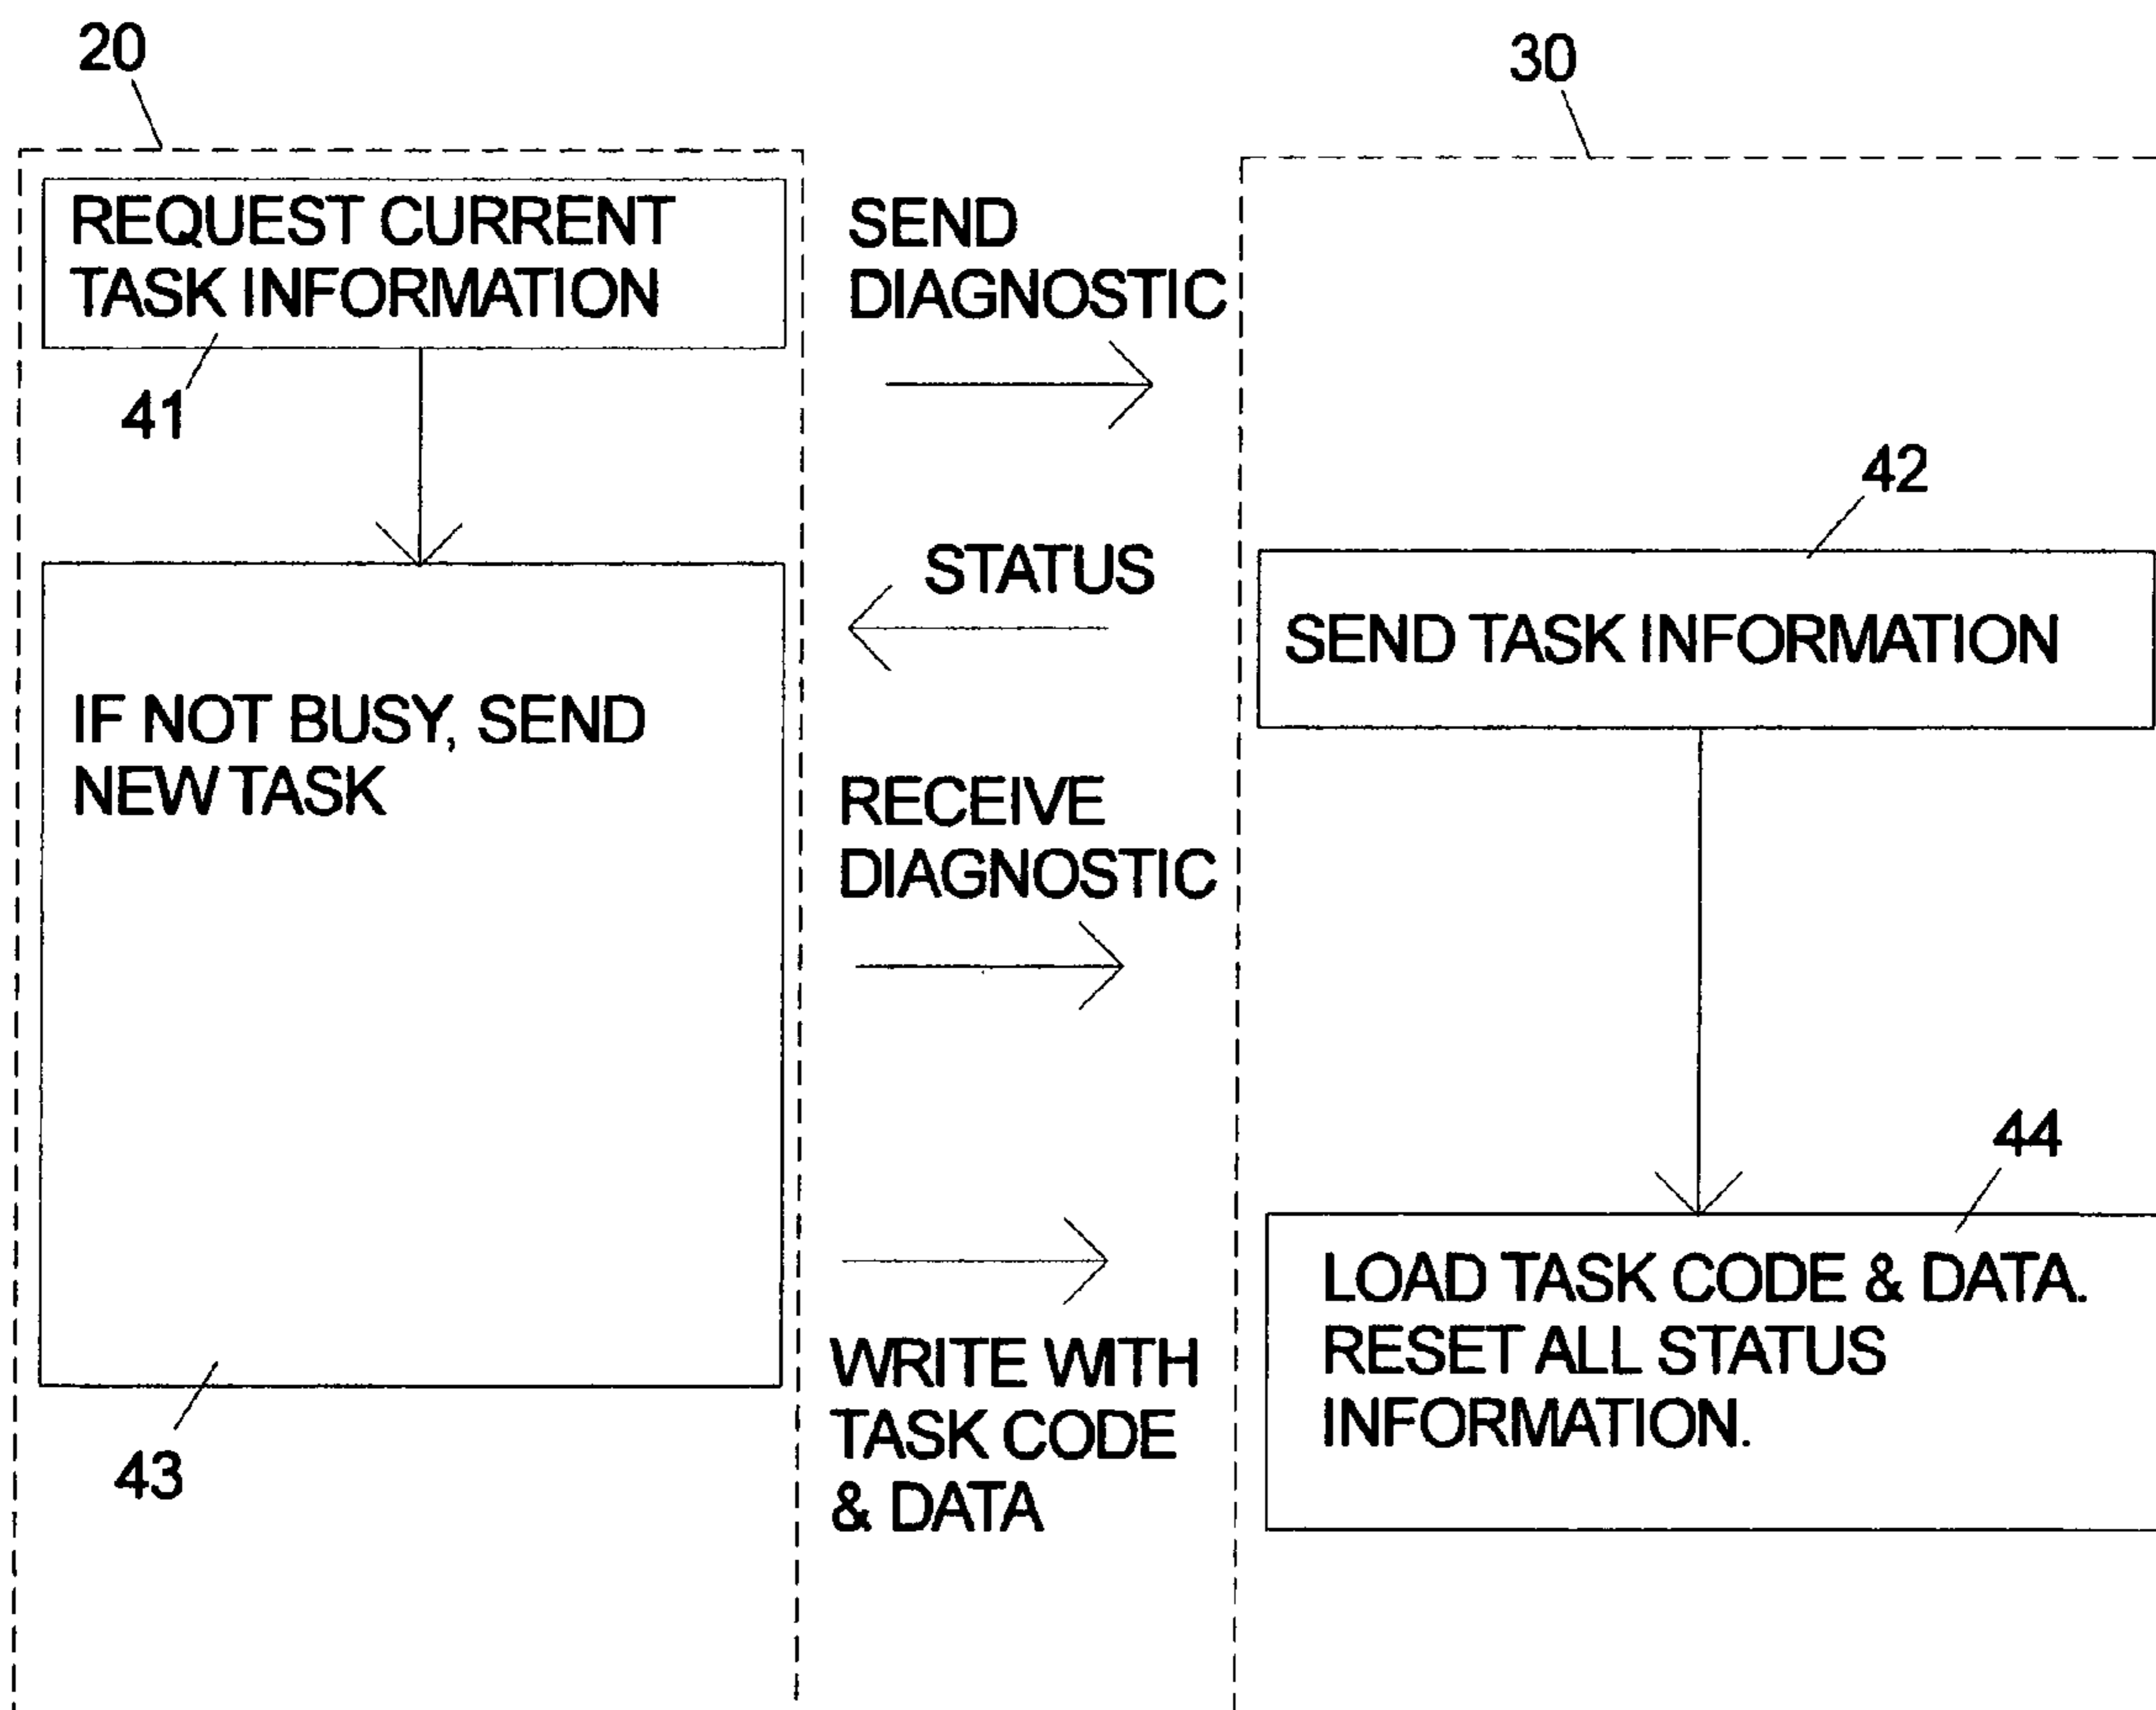 20
30
REQUEST CURRENT
TASK INFORMATION
41
SEND
DIAGNOSTIC
42
STATUS
SEND TASK INFORMATION
IF NOT BUSY, SEND
NEW TASK
RECEIVE
DIAGNOSTIC
44
LOAD TASK CODE & DATA.
RESET ALL STATUS
INFORMATION.
WRITE WITH
TASK CODE
& DATA
43